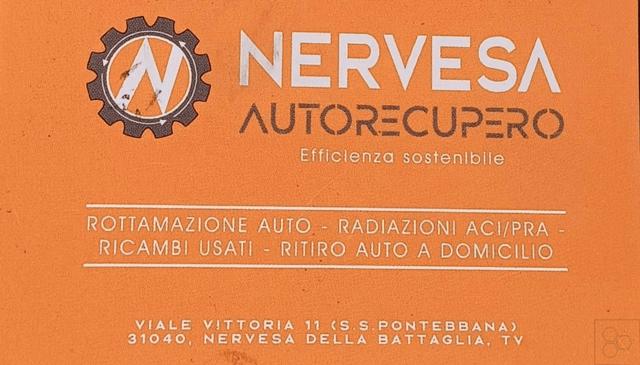 NERVESA
AUTORECUPERO
Efficienza sostenibile
ROTTAMAZIONE AUTO - RADIAZIONI ACI/PRA -
RICAMBI USATI - RITIRO AUTO A DOMICILIO
VIALE VITTORIA 11 (S.S.PONTEBBANA)
31040, NERVESA DELLA BATTAGLIA, TV